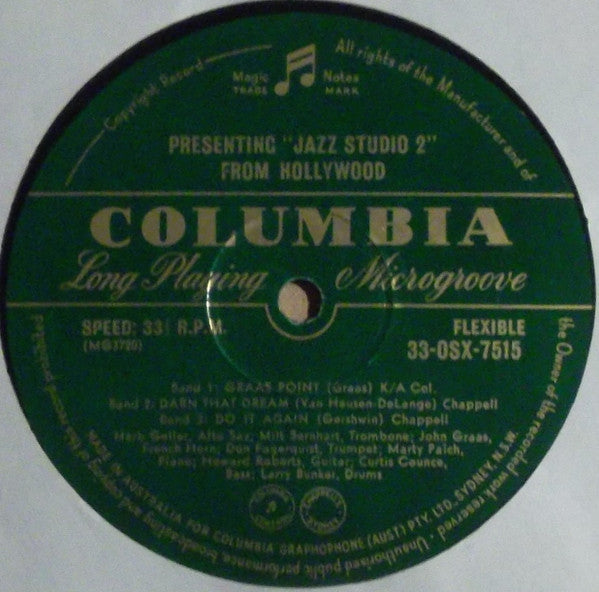 Magic Notes
TRADE MARK
PRESENTING "JAZZ STUDIO 2"
FROM HOLLYWOOD
COLUMBIA
Long Playing Microgroove
SPEED: 33⅓ R.P.M. FLEXIBLE
(MG3720) 33-OSX-7515
Band 1: GRAAS POINT (Graas) K/A Col.
Band 2: DARN THAT DREAM (Van Heusen-DeLange) Chappell
Band 3: DO IT AGAIN (Gershwin) Chappell
Herb Geller, Alto Sax; Milt Bernhart, Trombone; John Graas,
French Horn; Don Fagerquist, Trumpet; Marty Paich,
Piano; Howard Roberts, Guitar; Curtis Counce,
Bass; Larry Bunker, Drums
Copyright Record
All rights of the Manufacturer and of
the Owner of the recorded work reserved -
Unauthorised public performance, broadcasting and copying of this record prohibited
MADE IN AUSTRALIA FOR COLUMBIA GRAPHOPHONE (AUST) PTY. LTD., SYDNEY, N.S.W.